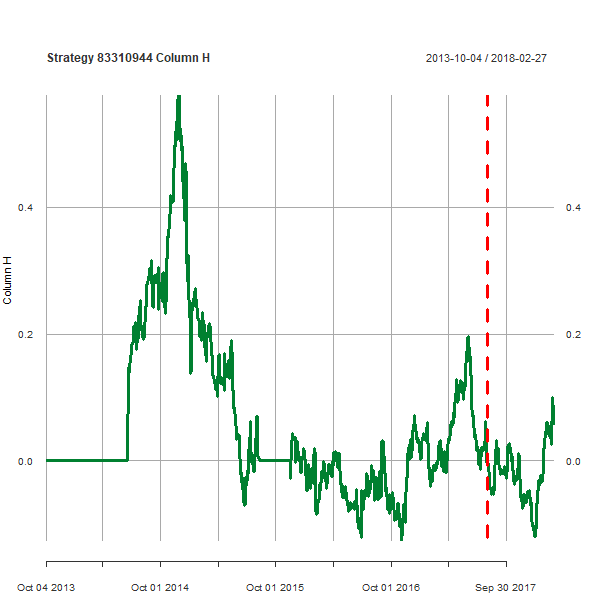 Strategy 83310944 Column H
2013-10-04 / 2018-02-27
Column H
0.4
0.4
0.2
0.2
0.0
0.0
Oct 04 2013
Oct 01 2014
Oct 01 2015
Oct 01 2016
Sep 30 2017